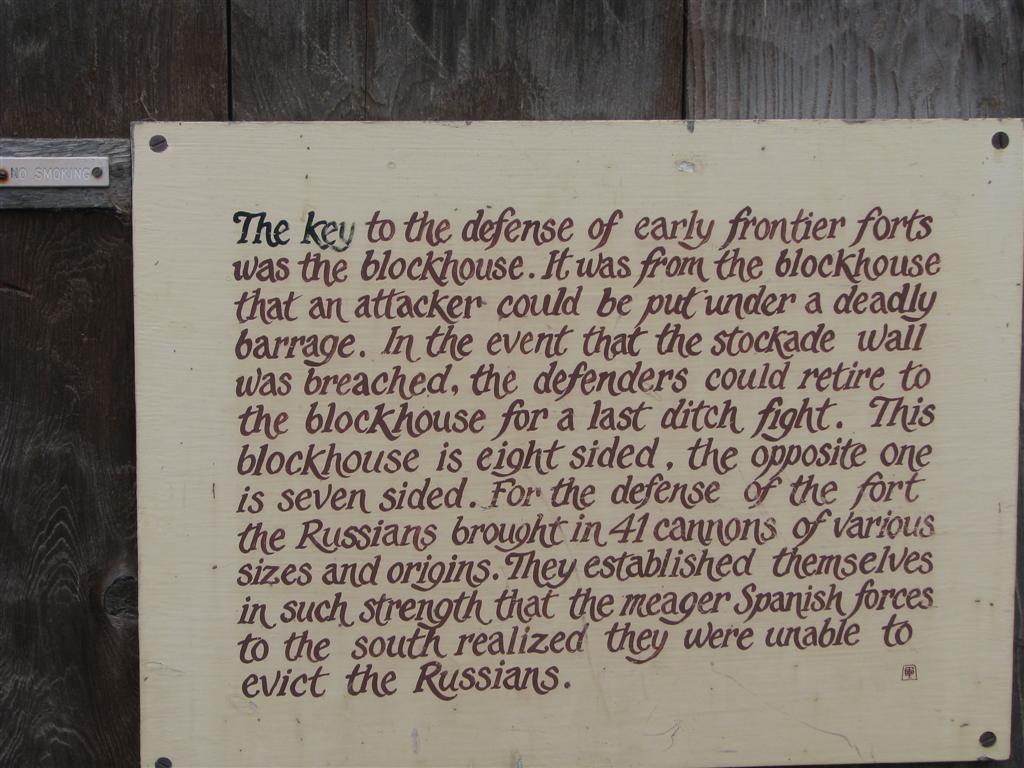 NO SMOKING
The key to the defense of early frontier forts
was the blockhouse. It was from the blockhouse
that an attacker could be put under a deadly
barrage. In the event that the stockade wall
was breached, the defenders could retire to
the blockhouse for a last ditch fight. This
blockhouse is eight sided, the opposite one
is seven sided. For the defense of the fort
the Russians brought in 41 cannons of various
sizes and origins. They established themselves
in such strength that the meager Spanish forces
to the south realized they were unable to
evict the Russians.